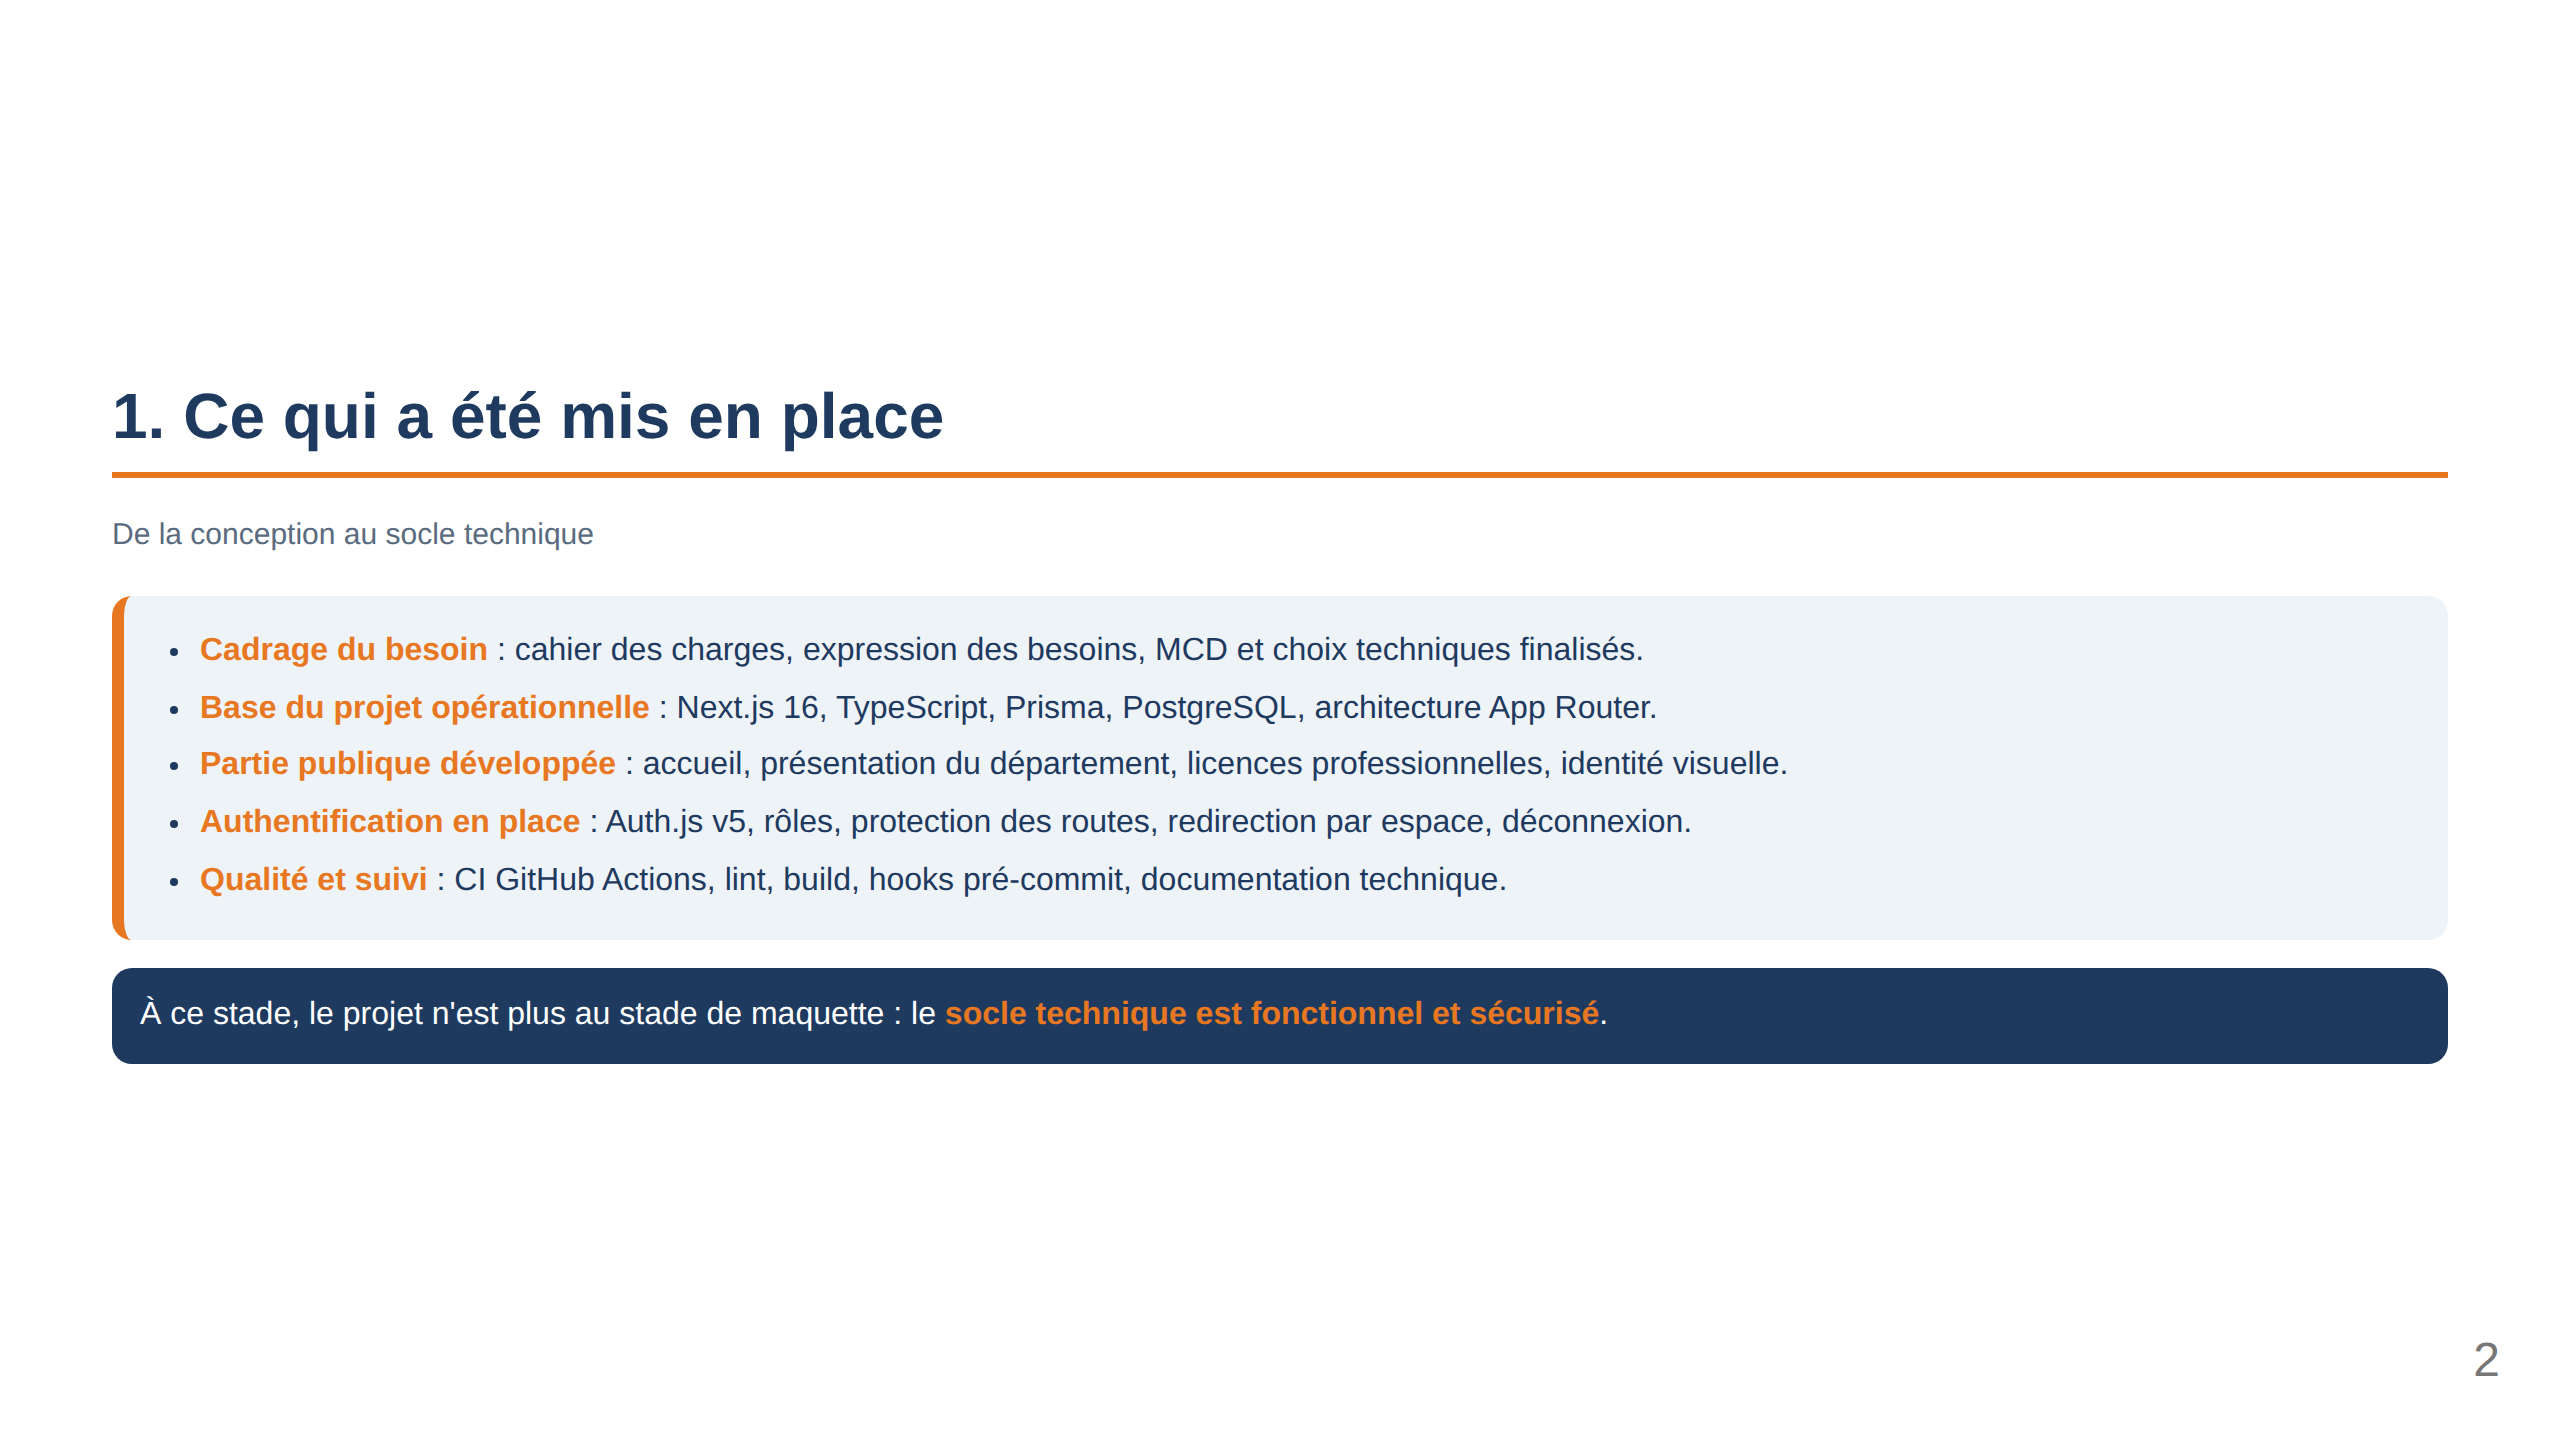 1. Ce qui a été mis en place
De la conception au socle technique
• Cadrage du besoin : cahier des charges, expression des besoins, MCD et choix techniques finalisés.
• Base du projet opérationnelle : Next.js 16, TypeScript, Prisma, PostgreSQL, architecture App Router.
• Partie publique développée : accueil, présentation du département, licences professionnelles, identité visuelle.
• Authentification en place : Auth.js v5, rôles, protection des routes, redirection par espace, déconnexion.
• Qualité et suivi : CI GitHub Actions, lint, build, hooks pré-commit, documentation technique.
À ce stade, le projet n'est plus au stade de maquette : le socle technique est fonctionnel et sécurisé.
2